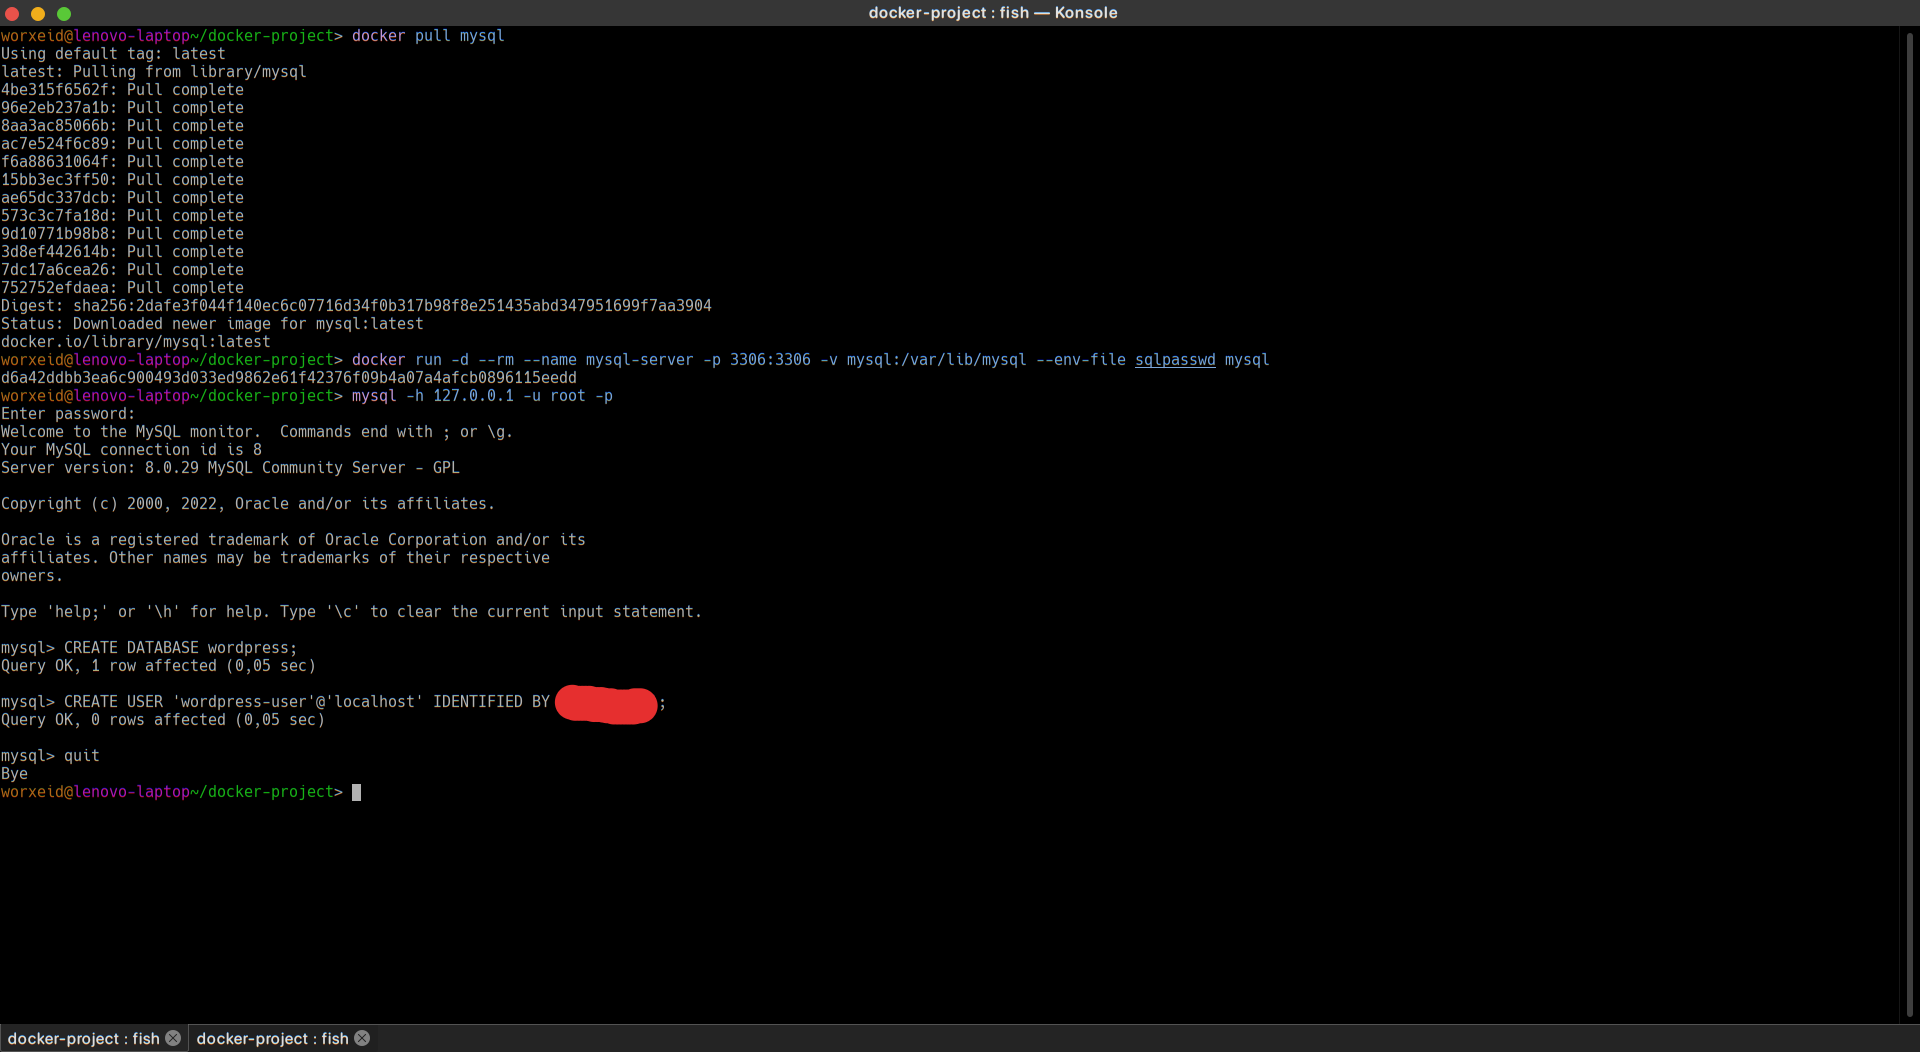 docker-project : fish — Konsole
worxeid@lenovo-laptop~/docker-project> docker pull mysql
Using default tag: latest
latest: Pulling from library/mysql
4be315f6562f: Pull complete
96e2eb237a1b: Pull complete
8aa3ac85066b: Pull complete
ac7e524f6c89: Pull complete
f6a88631064f: Pull complete
15bb3ec3ff50: Pull complete
ae65dc337dcb: Pull complete
573c3c7fa18d: Pull complete
9d10771b98b8: Pull complete
3d8ef442614b: Pull complete
7dc17a6cea26: Pull complete
752752efdaea: Pull complete
Digest: sha256:2dafe3f044f140ec6c07716d34f0b317b98f8e251435abd347951699f7aa3904
Status: Downloaded newer image for mysql:latest
docker.io/library/mysql:latest
worxeid@lenovo-laptop~/docker-project> docker run -d --rm --name mysql-server -p 3306:3306 -v mysql:/var/lib/mysql --env-file sqlpasswd mysql
d6a42ddbb3ea6c900493d033ed9862e61f42376f09b4a07a4afcb0896115eedd
worxeid@lenovo-laptop~/docker-project> mysql -h 127.0.0.1 -u root -p
Enter password:
Welcome to the MySQL monitor.  Commands end with ; or \g.
Your MySQL connection id is 8
Server version: 8.0.29 MySQL Community Server - GPL
Copyright (c) 2000, 2022, Oracle and/or its affiliates.
Oracle is a registered trademark of Oracle Corporation and/or its
affiliates. Other names may be trademarks of their respective
owners.
Type 'help;' or '\h' for help. Type '\c' to clear the current input statement.
mysql> CREATE DATABASE wordpress;
Query OK, 1 row affected (0,05 sec)
mysql> CREATE USER 'wordpress-user'@'localhost' IDENTIFIED BY ;
Query OK, 0 rows affected (0,05 sec)
mysql> quit
Bye
worxeid@lenovo-laptop~/docker-project>
docker-project : fish docker-project : fish